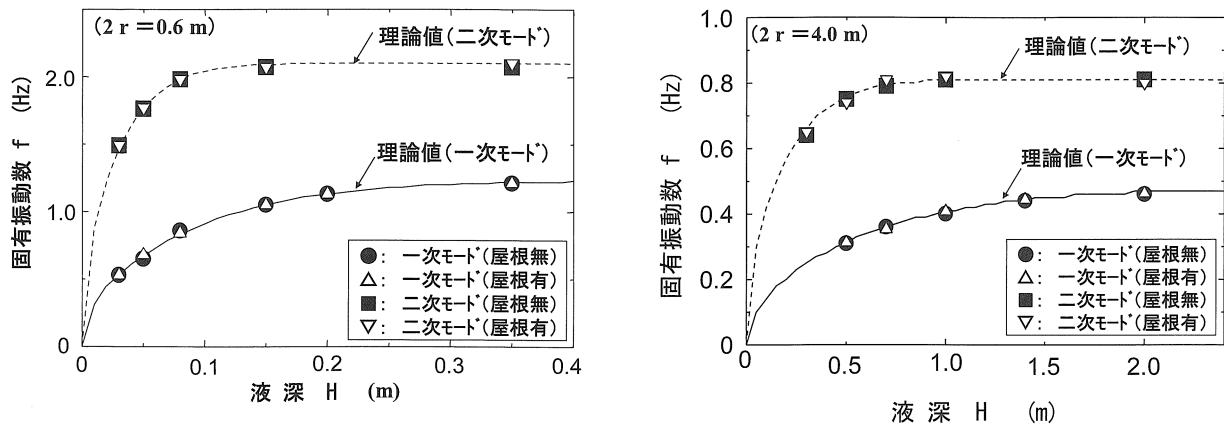 (2 r =0.6 m)
理論値(二次ﾓｰﾄﾞ)
理論値(一次ﾓｰﾄﾞ)
固有振動数 f (Hz)
2.0
1.0
0
●: 一次ﾓｰﾄﾞ(屋根無)
△: 一次ﾓｰﾄﾞ(屋根有)
■: 二次ﾓｰﾄﾞ(屋根無)
▽: 二次ﾓｰﾄﾞ(屋根有)
0 0.1 0.2 0.3 0.4
液 深 H (m)
(2 r =4.0 m)
理論値(二次ﾓｰﾄﾞ)
理論値(一次ﾓｰﾄﾞ)
固有振動数 f (Hz)
1.0
0.8
0.6
0.4
0.2
0
●: 一次ﾓｰﾄﾞ(屋根無)
△: 一次ﾓｰﾄﾞ(屋根有)
■: 二次ﾓｰﾄﾞ(屋根無)
▽: 二次ﾓｰﾄﾞ(屋根有)
0 0.5 1.0 1.5 2.0
液 深 H (m)